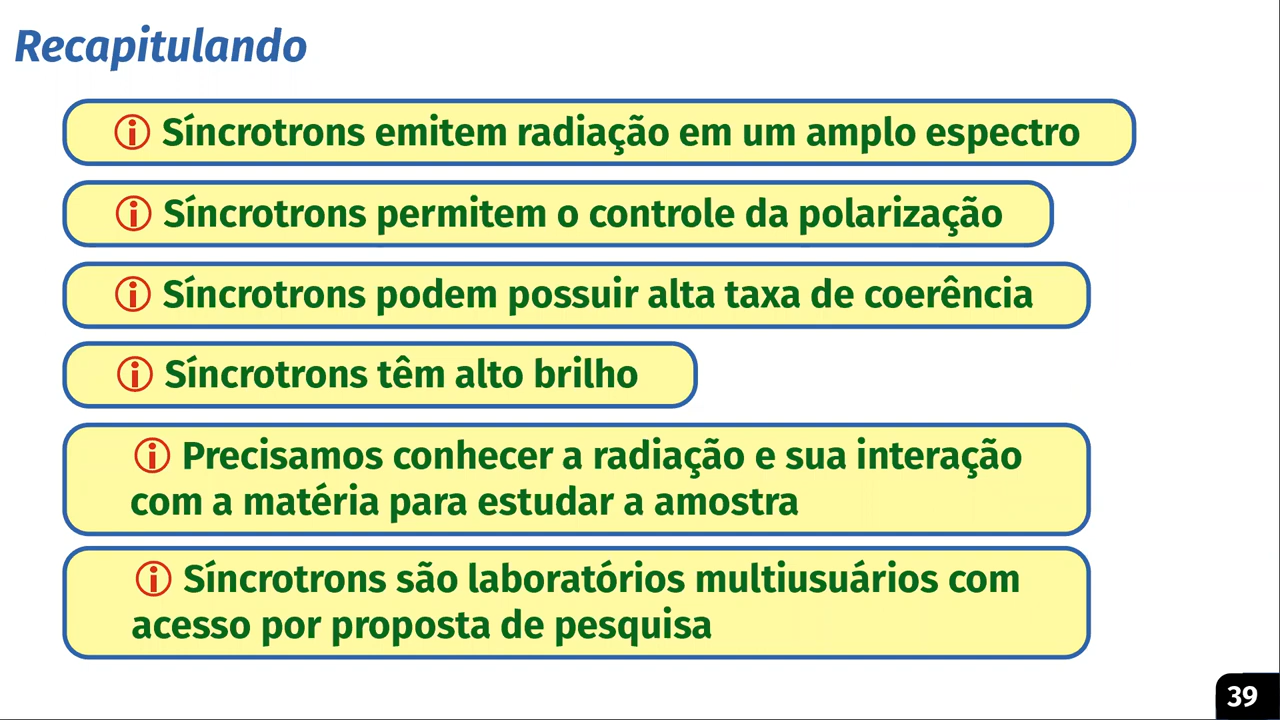 Recapitulando
ⓘ Síncrotrons emitem radiação em um amplo espectro
ⓘ Síncrotrons permitem o controle da polarização
ⓘ Síncrotrons podem possuir alta taxa de coerência
ⓘ Síncrotrons têm alto brilho
ⓘ Precisamos conhecer a radiação e sua interação
com a matéria para estudar a amostra
ⓘ Síncrotrons são laboratórios multiusuários com
acesso por proposta de pesquisa
39